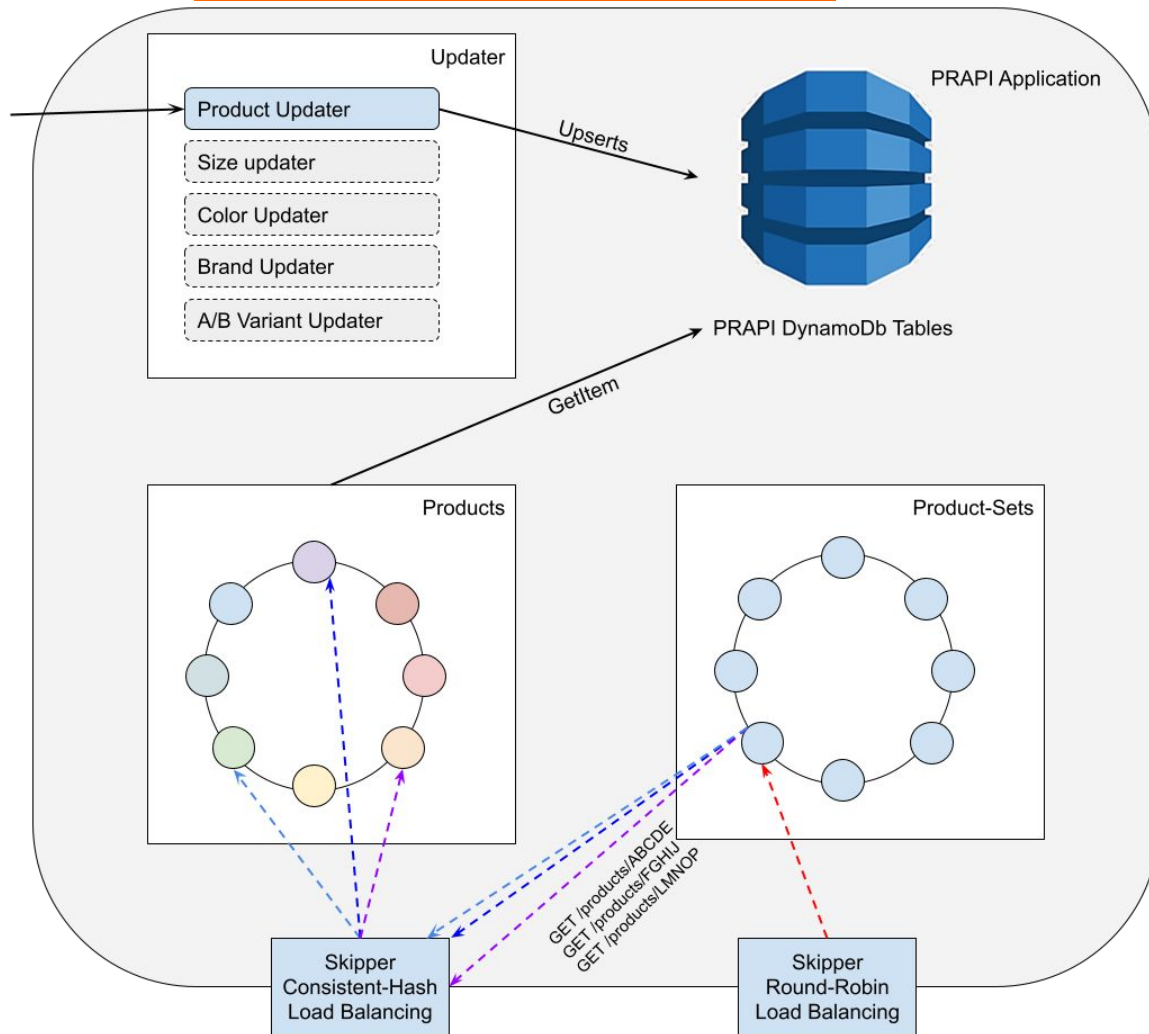 Updater
Product Updater
Size updater
Color Updater
Brand Updater
A/B Variant Updater
Upserts
PRAPI Application
PRAPI DynamoDb Tables
GetItem
Products
Product-Sets
GET /products/ABCDE
GET /products/FGHIJ
GET /products/LMNOP
Skipper
Consistent-Hash
Load Balancing
Skipper
Round-Robin
Load Balancing